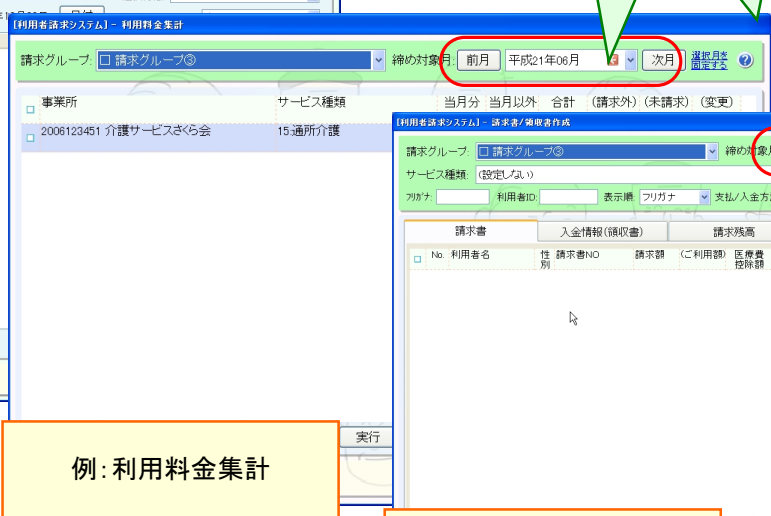 [利用者請求システム] - 利用料金集計
請求グループ: □ 請求グループ③ 締め対象月: 前月 平成21年06月 次月 選択月を固定する ?
事業所 サービス種類 当月分 当月以外 合計 (請求外) (未請求) (変更)
2006123451 介護サービスさくら会 15:通所介護
[利用者請求システム] - 請求書/領収書作成
請求グループ: □ 請求グループ③ 締め対象月
サービス種類: (設定しない)
フリガナ: 利用者ID: 表示順: フリガナ 支払/入金方
請求書 入金情報(領収書) 請求残高
No. 利用者名 性別 請求書NO 請求額 (ご利用額) 医療費控除額
実行
例:利用料金集計